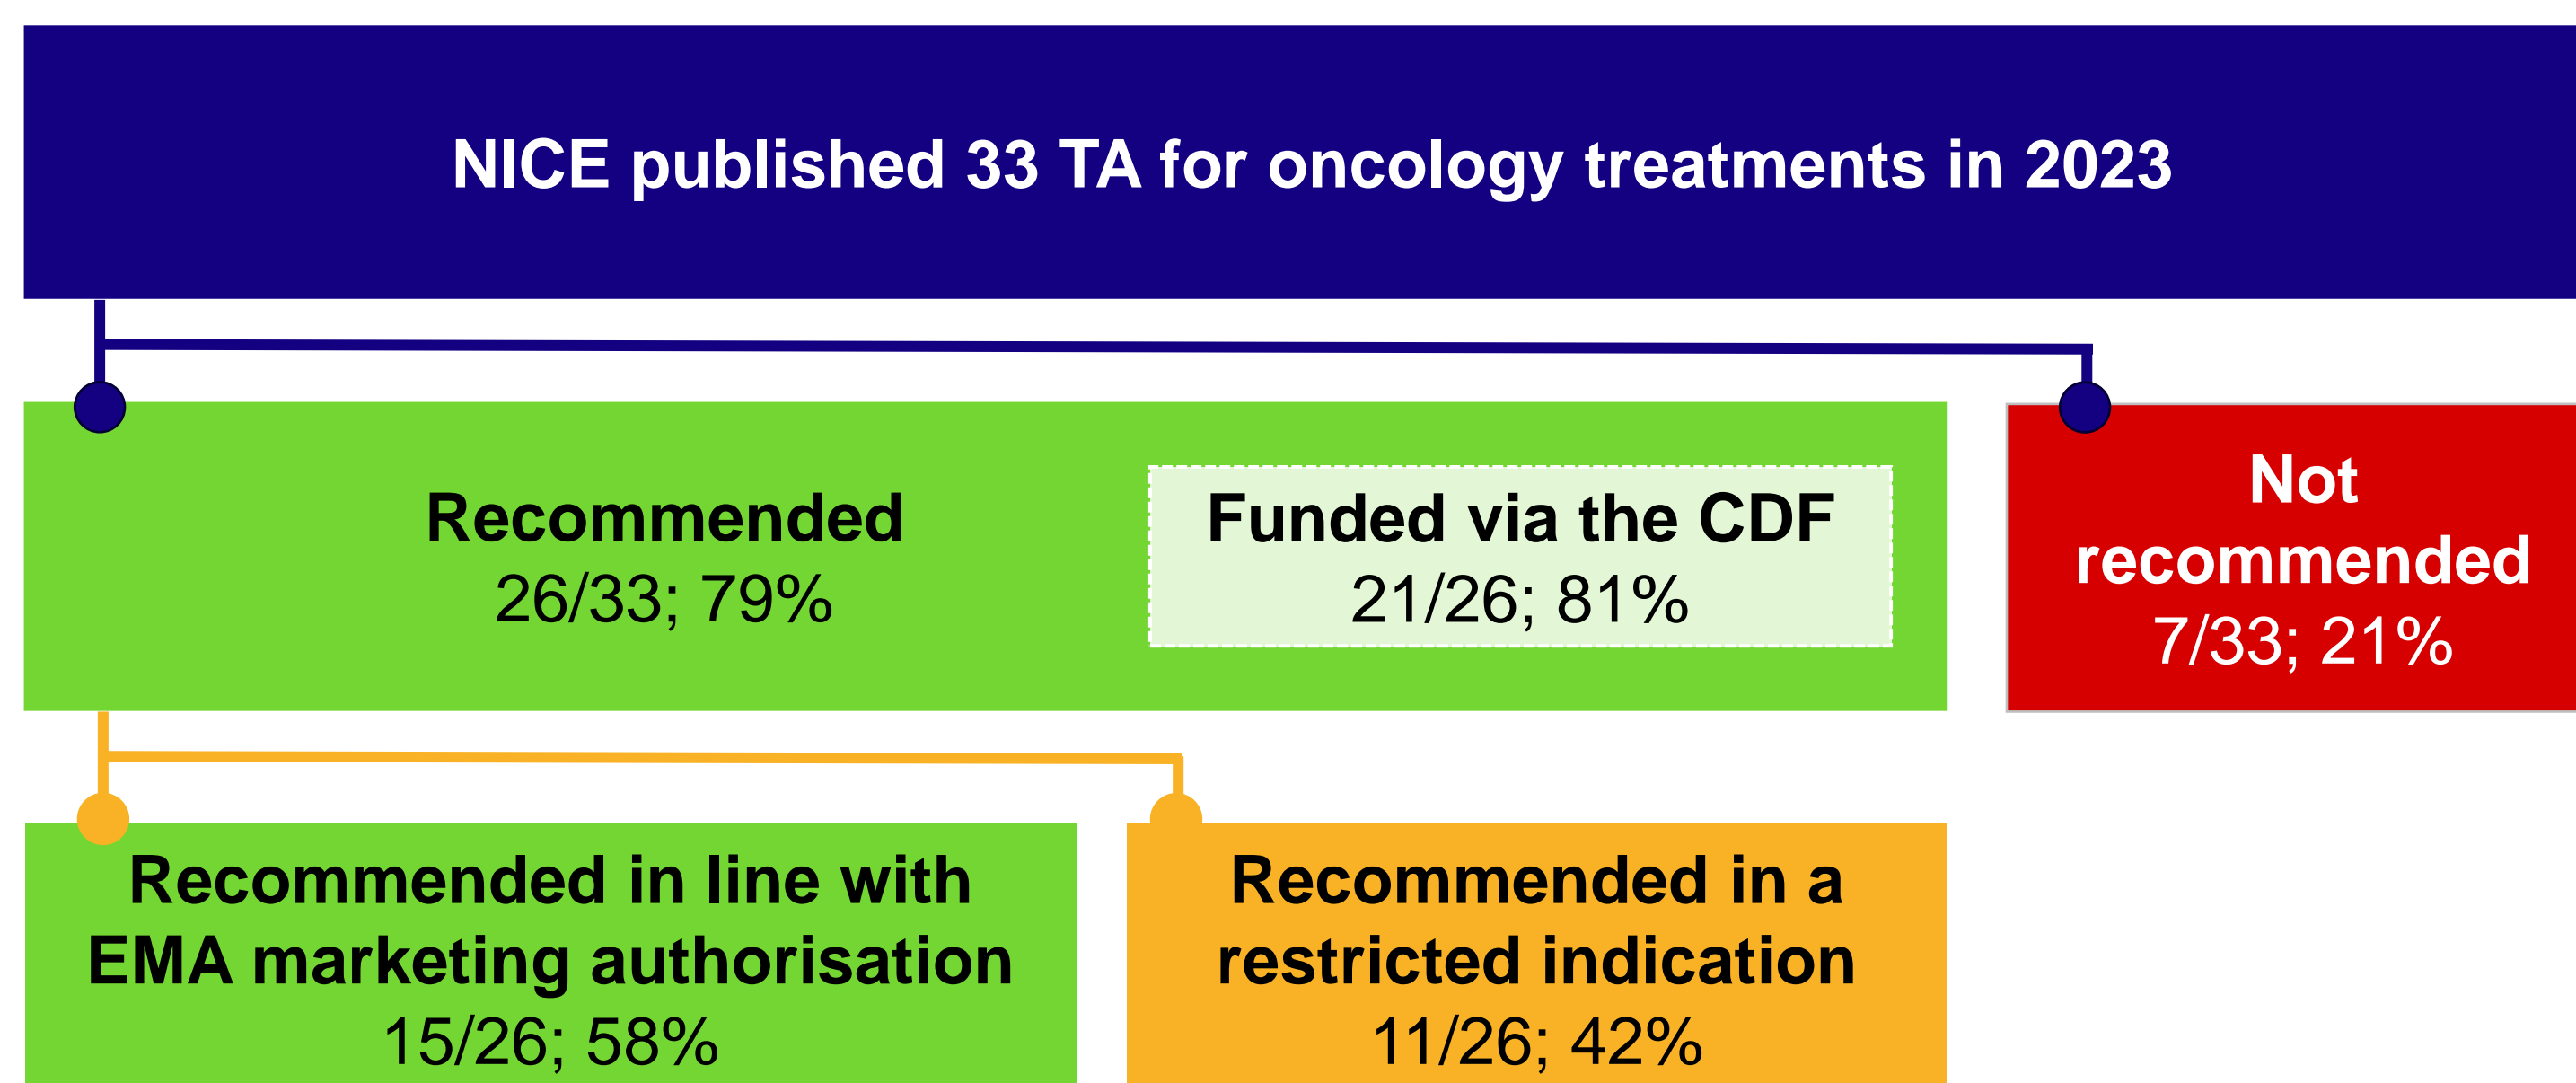 NICE published 33 TA for oncology treatments in 2023
Recommended
26/33; 79%
Funded via the CDF
21/26; 81%
Not
recommended
7/33; 21%
Recommended in line with
EMA marketing authorisation
15/26; 58%
Recommended in a
restricted indication
11/26; 42%